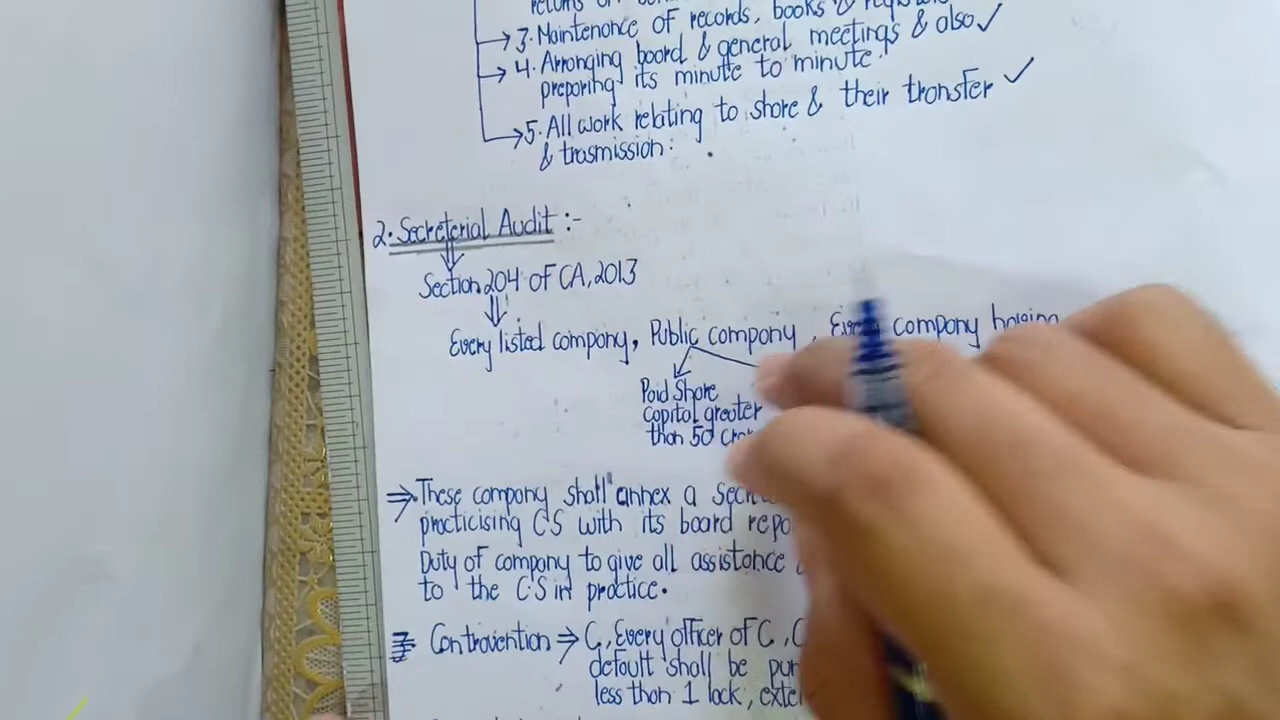 3. Maintenance of records, books &
4. Arranging board & general meetings & also
preparing its minute to minute.
5. All work relating to share & their transfer
& trasmission:
2. Secreterial Audit :-
Section 204 of CA, 2013
Every listed company, Public company, Every company having
Paid Share
capital greater
than 50
These company shall annex a
practicising CS with its board
Duty of company to give all assistance
to the C.S in practice.
Controvention ⇒ C, Every officer of C,
default shall be
less than 1 lack,